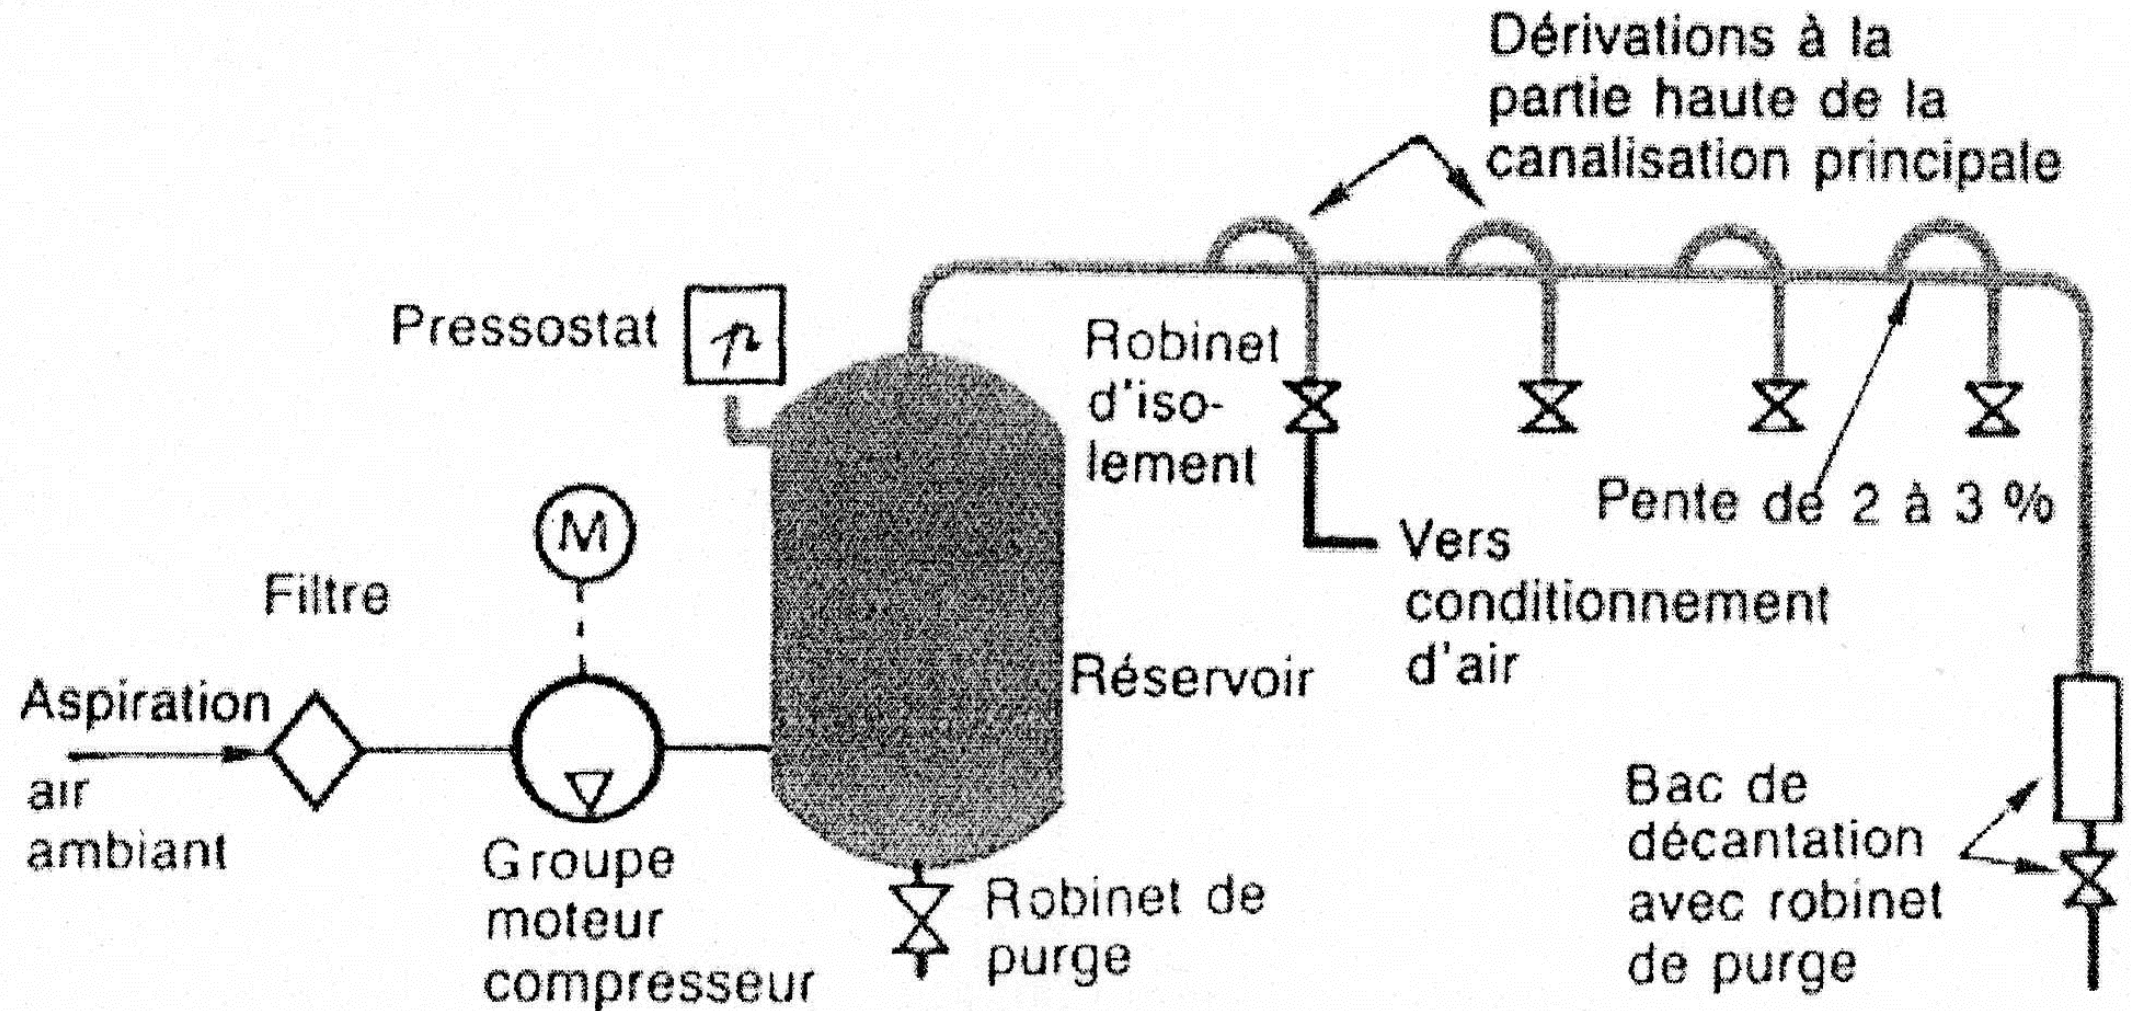 Dérivations à la
partie haute de la
canalisation principale
Pressostat
p
Robinet
d'iso-
lement
Pente de 2 à 3 %
M
Vers
conditionnement
d'air
Filtre
Réservoir
Aspiration
air
ambiant
Groupe
moteur
compresseur
Robinet de
purge
Bac de
décantation
avec robinet
de purge